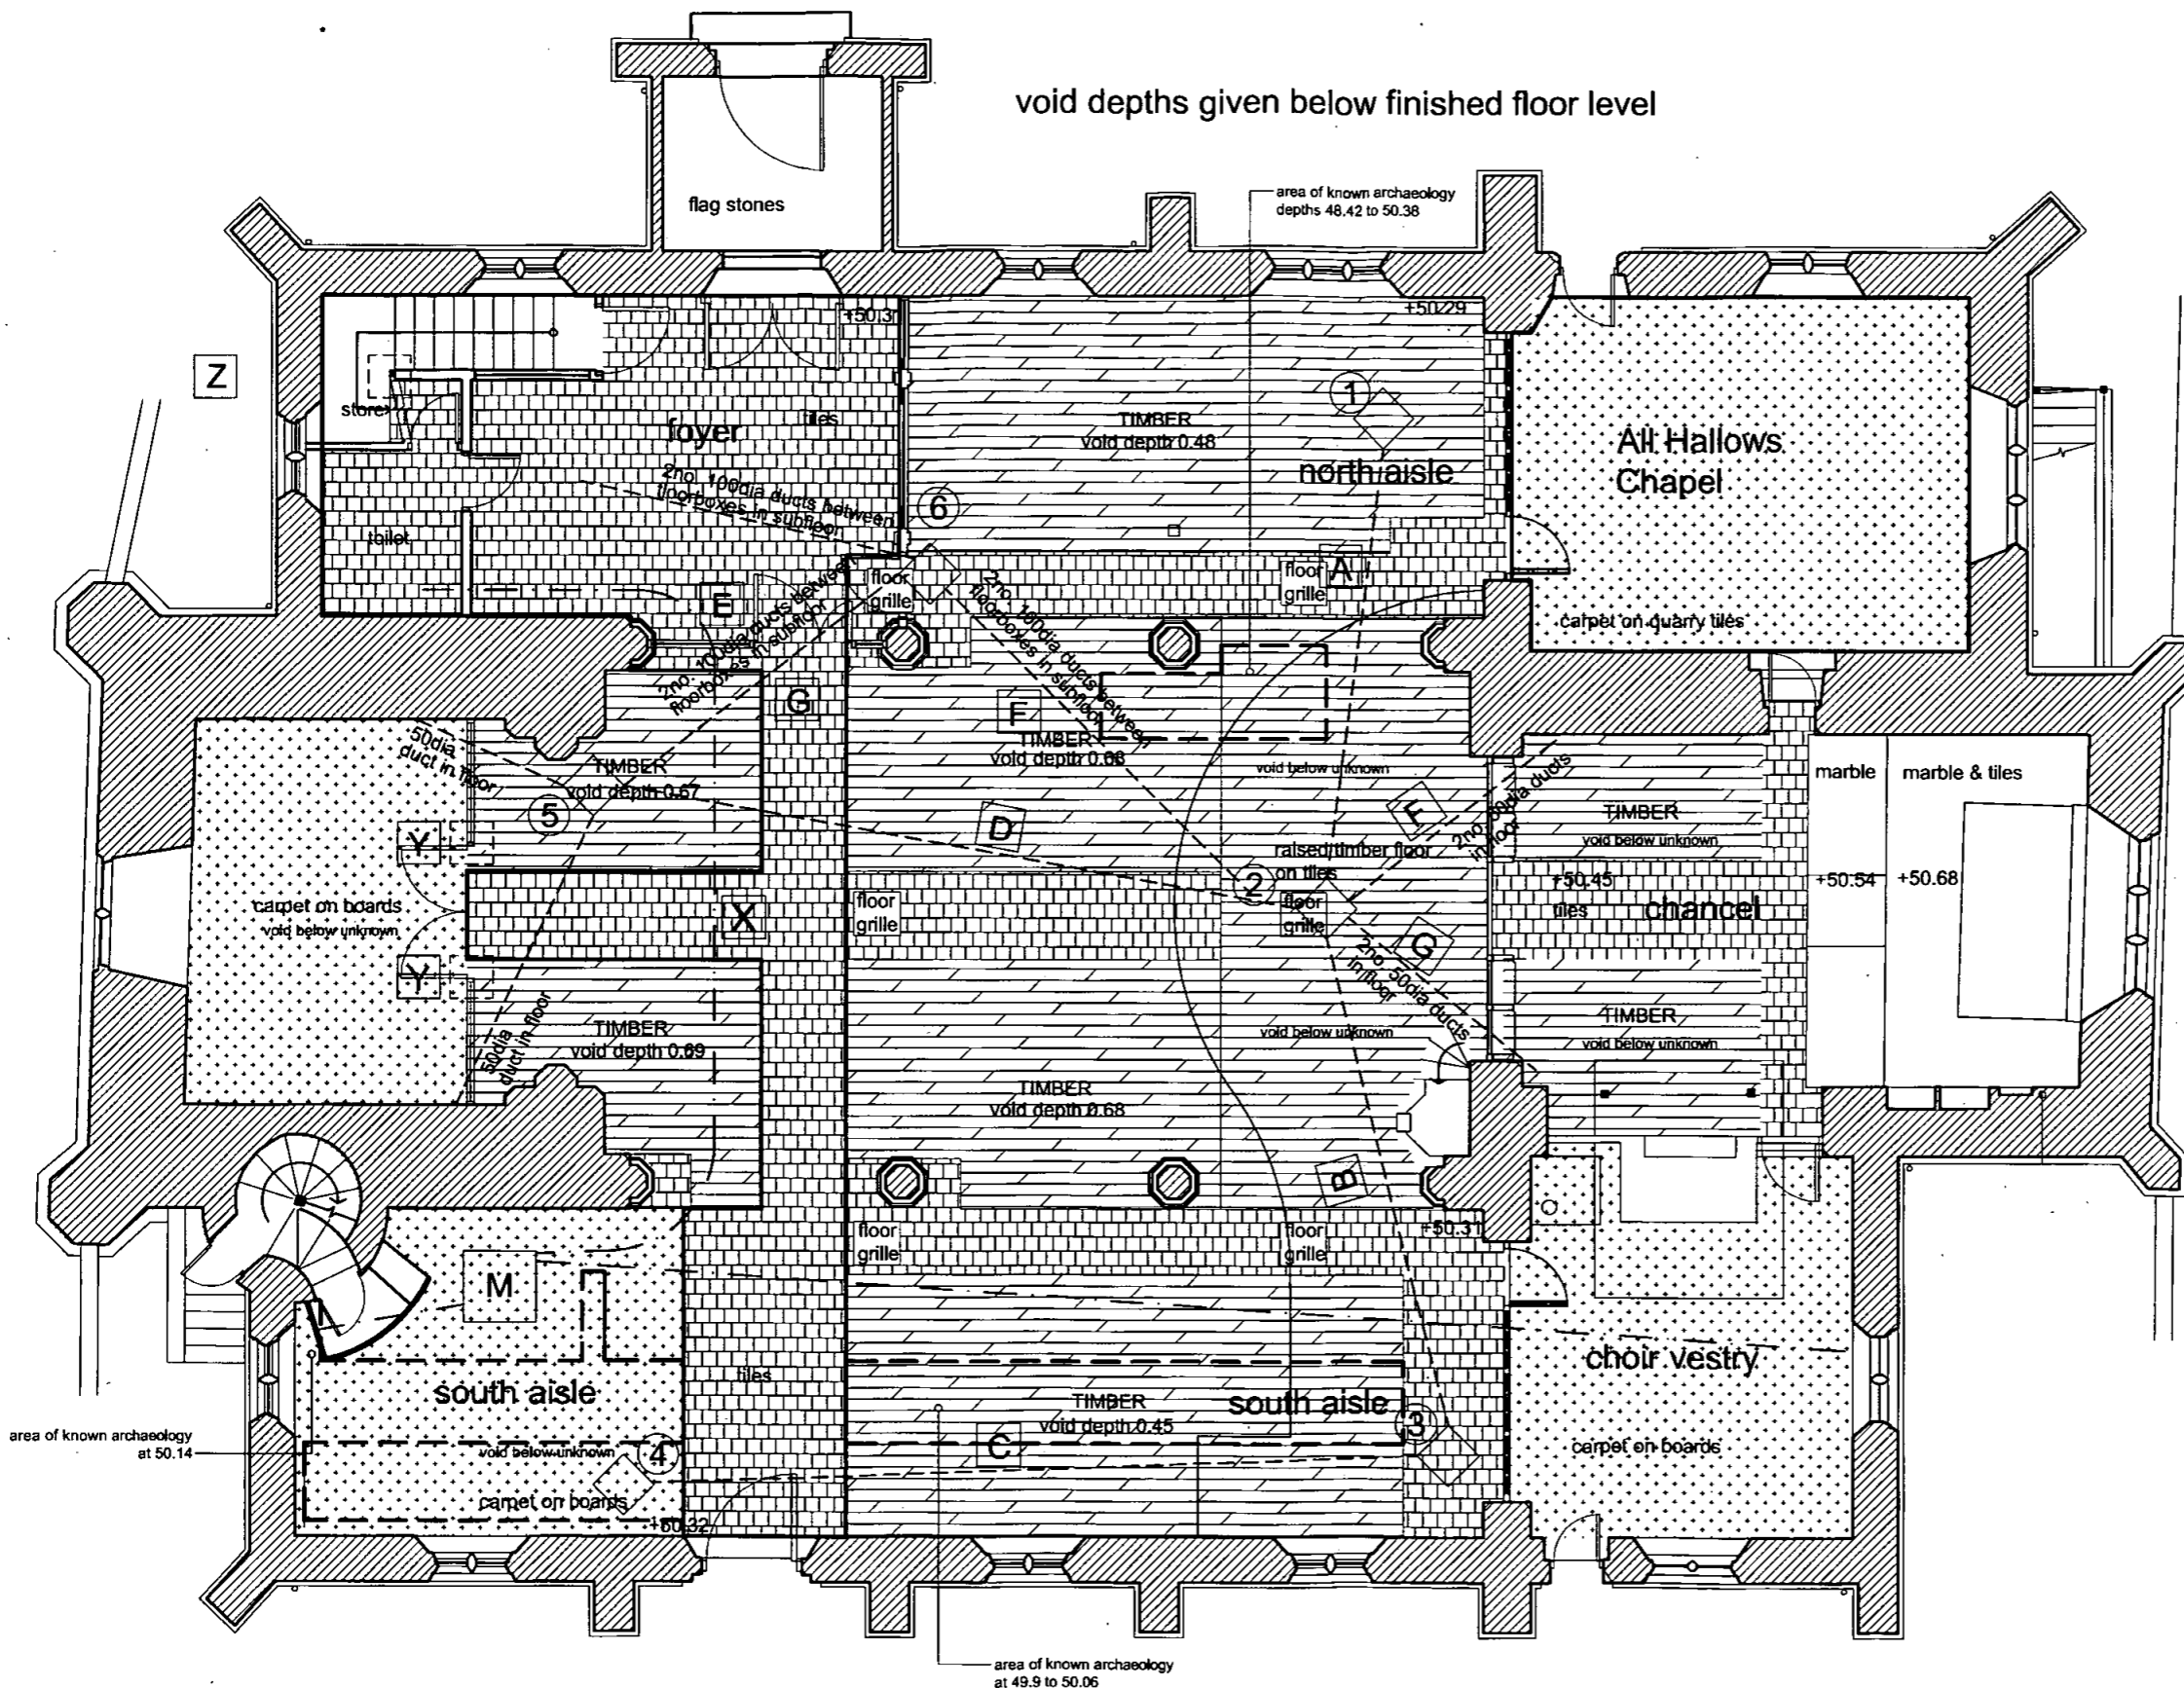 void depths given below finished floor level
flag stones
area of known archaeology
depths 48.42 to 50.38
+50.3
+50.29
Z
store
foyer
tiles
TIMBER
void depth 0.48
1
north aisle
All Hallows
Chapel
2no. 100dia ducts between
floorboxes in subfloor
6
toilet
E
floor
grille
floor
grille
A
carpet on quarry tiles
2no. 100dia ducts between
floorboxes in subfloor
2no. 100dia ducts between
floorboxes in subfloor
G
F
TIMBER
void depth 0.68
void below unknown
50dia
duct in floor
TIMBER
void depth 0.67
5
Y
D
F
2no. 50dia ducts
in floor
TIMBER
void below unknown
marble
marble & tiles
raised timber floor
on tiles
2
+50.45
tiles
chancel
+50.54
+50.68
carpet on boards
void below unknown
X
floor
grille
floor
grille
G
2no. 50dia ducts
in floor
Y
TIMBER
void depth 0.69
50dia
duct in floor
void below unknown
TIMBER
void below unknown
TIMBER
void depth 0.68
B
floor
grille
floor
grille
+50.31
M
N
south aisle
tiles
TIMBER
void depth 0.45
south aisle
3
choir vestry
carpet on boards
area of known archaeology
at 50.14
void below unknown
4
C
carpet on boards
+50.32
area of known archaeology
at 49.9 to 50.06